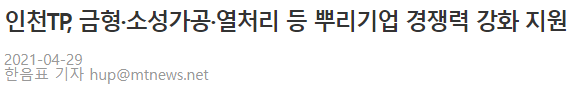 인천TP, 금형·소성가공·열처리 등 뿌리기업 경쟁력 강화 지원
2021-04-29
한음표 기자 hup@mtnews.net